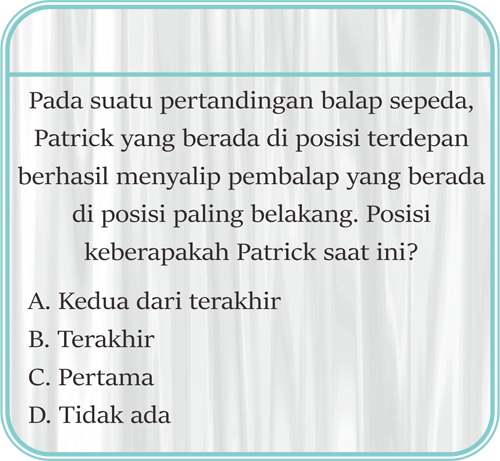 Pada suatu pertandingan balap sepeda,
Patrick yang berada di posisi terdepan
berhasil menyalip pembalap yang berada
di posisi paling belakang. Posisi
keberapakah Patrick saat ini?
A. Kedua dari terakhir
B. Terakhir
C. Pertama
D. Tidak ada